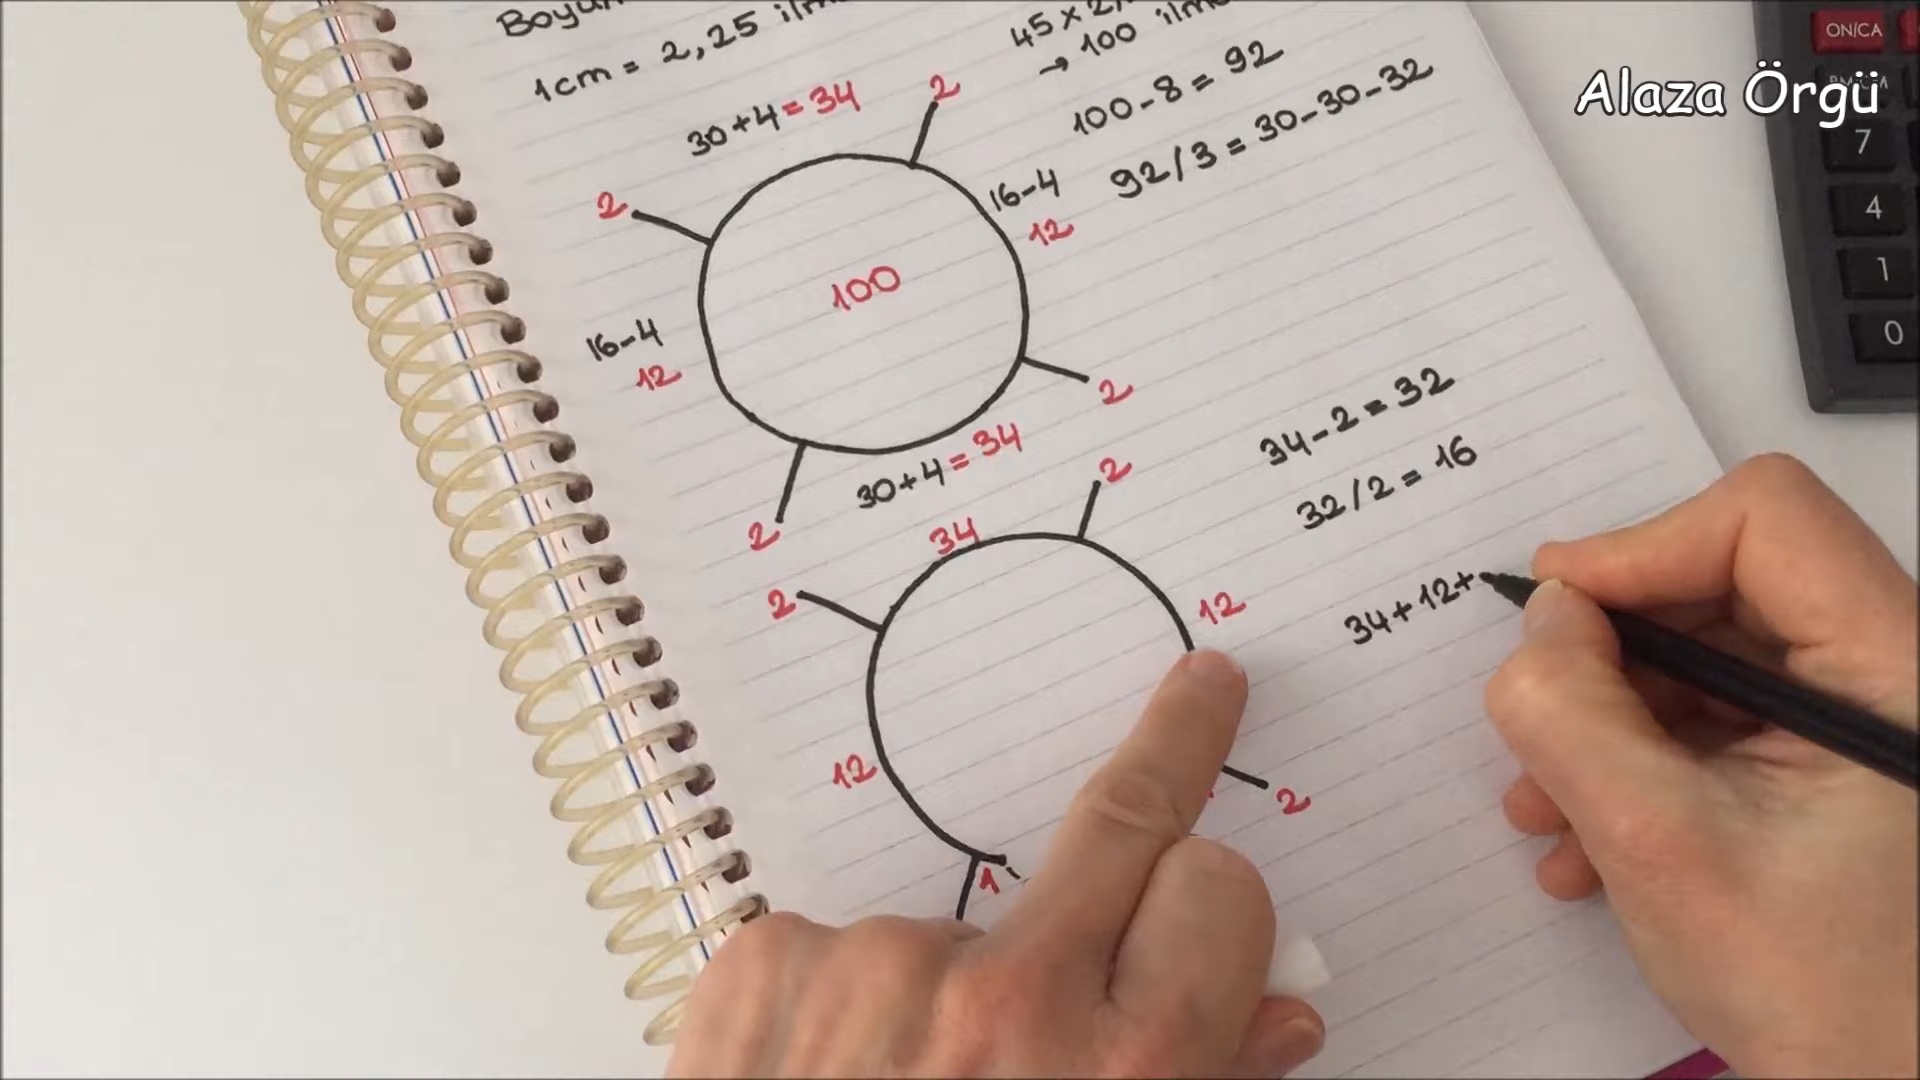 1cm = 2,25
45 x
→ 100
100-8 = 92
92/3 = 30-30-32
30+4 = 34
2
2
16-4
12
100
16-4
12
2
30+4 = 34
2
34-2 = 32
32/2 = 16
34+12+
34
2
2
12
12
2
1
Alaza Örgü
ON/CA
7
4
1
0